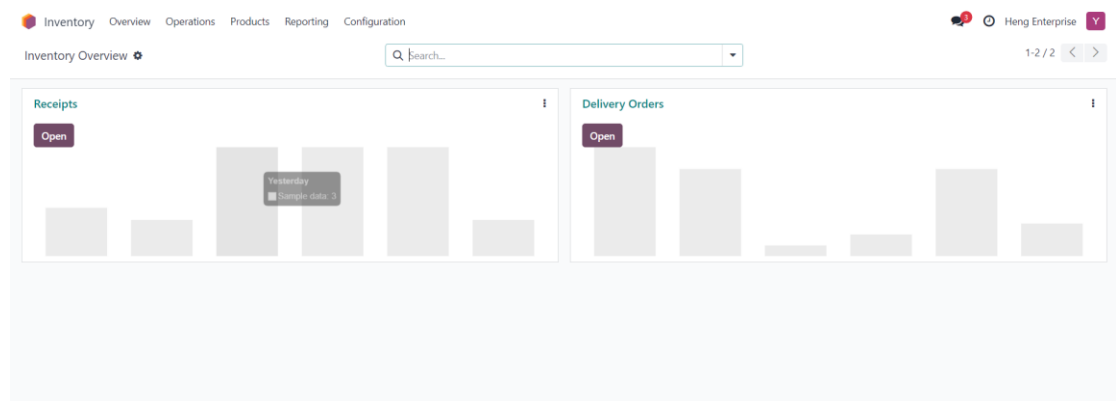 Inventory Overview Operations Products Reporting Configuration 3 Heng Enterprise Y
Inventory Overview Search... 1-2 / 2
Receipts
Open
Yesterday
Sample data: 3
Delivery Orders
Open